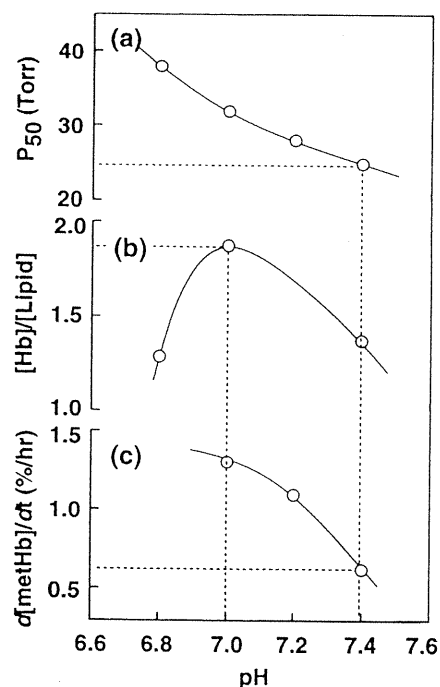 (a)
P50 (Torr)
40
30
20
(b)
[Hb]/[Lipid]
2.0
1.5
1.0
(c)
d[metHb]/dt (%/hr)
1.5
1.0
0.5
6.6 6.8 7.0 7.2 7.4 7.6
pH